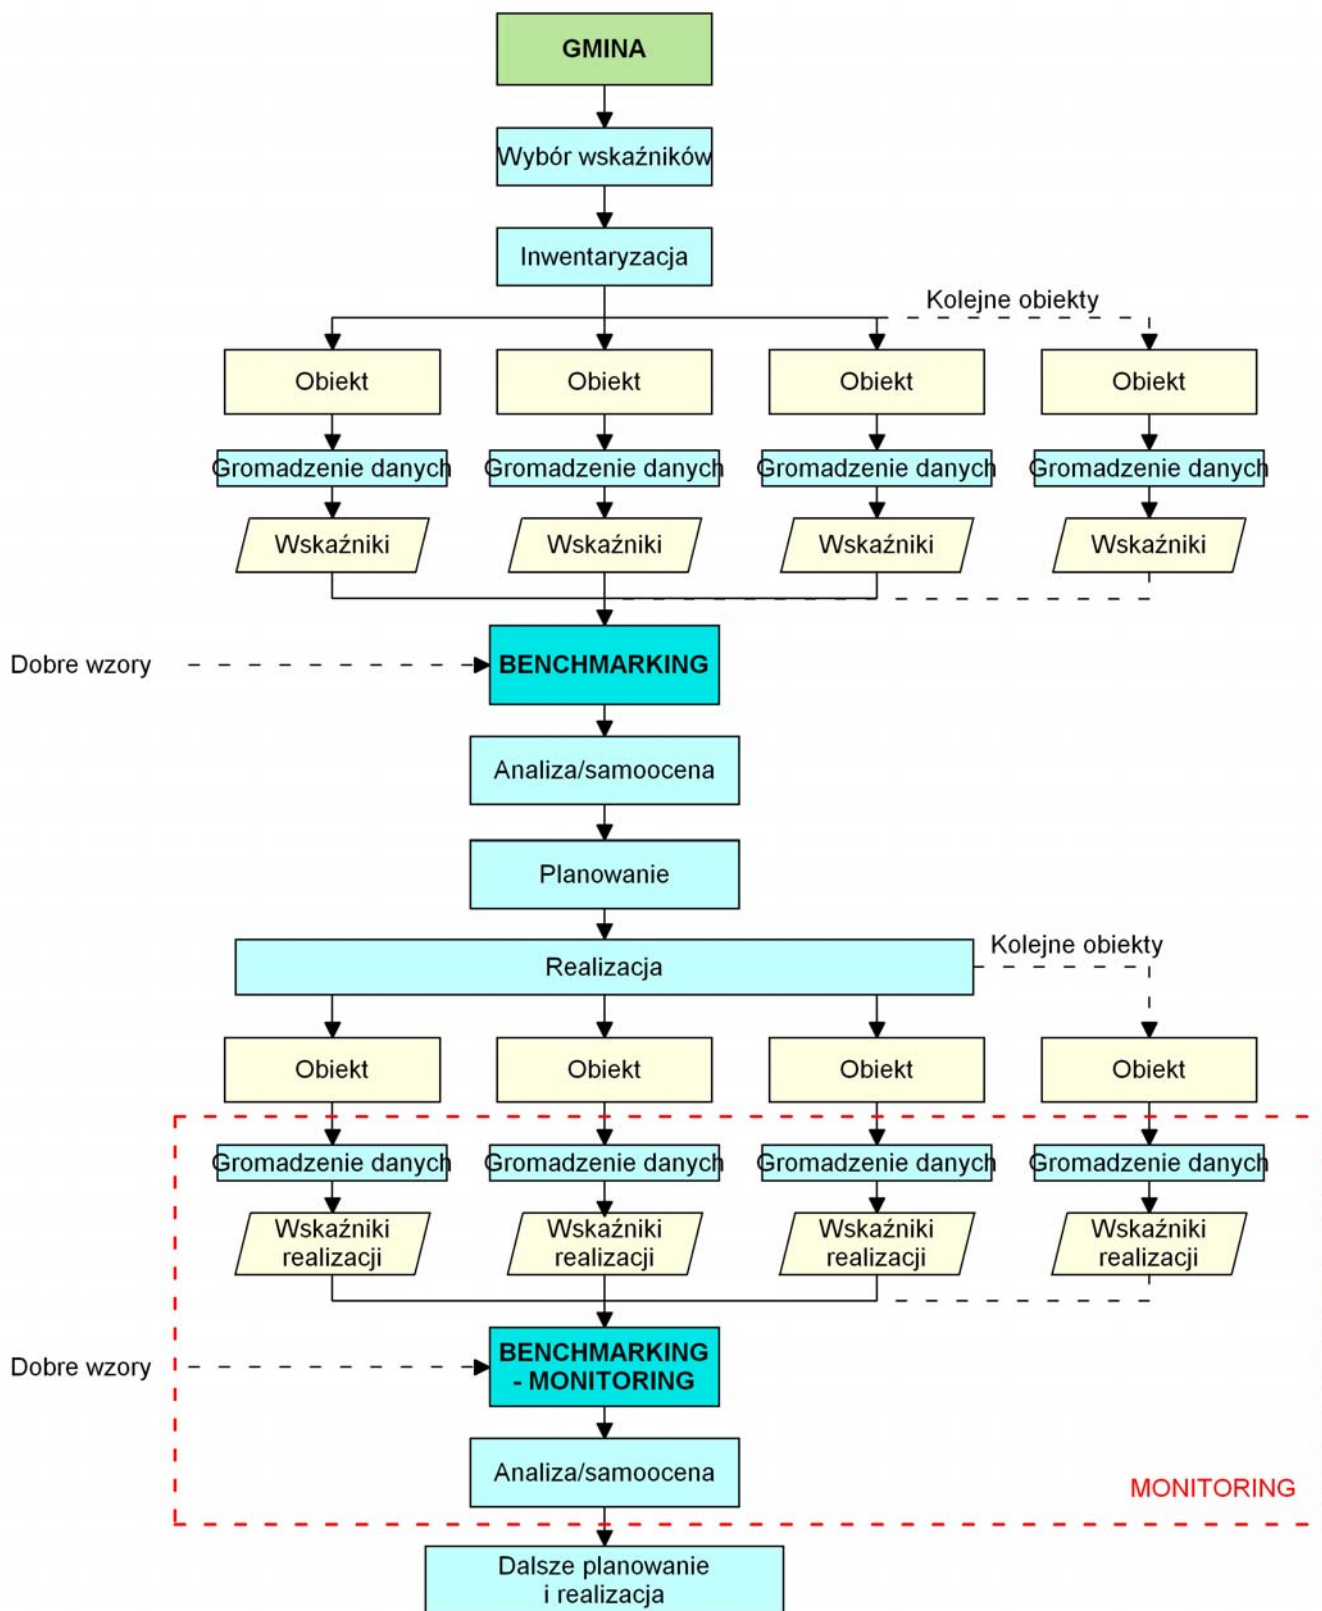 GMINA
Wybór wskaźników
Inwentaryzacja
Kolejne obiekty
Obiekt
Obiekt
Obiekt
Obiekt
Gromadzenie danych
Gromadzenie danych
Gromadzenie danych
Gromadzenie danych
Wskaźniki
Wskaźniki
Wskaźniki
Wskaźniki
Dobre wzory
BENCHMARKING
Analiza/samoocena
Planowanie
Realizacja
Kolejne obiekty
Obiekt
Obiekt
Obiekt
Obiekt
Gromadzenie danych
Gromadzenie danych
Gromadzenie danych
Gromadzenie danych
Wskaźniki
realizacji
Wskaźniki
realizacji
Wskaźniki
realizacji
Wskaźniki
realizacji
Dobre wzory
BENCHMARKING
- MONITORING
Analiza/samoocena
MONITORING
Dalsze planowanie
i realizacja